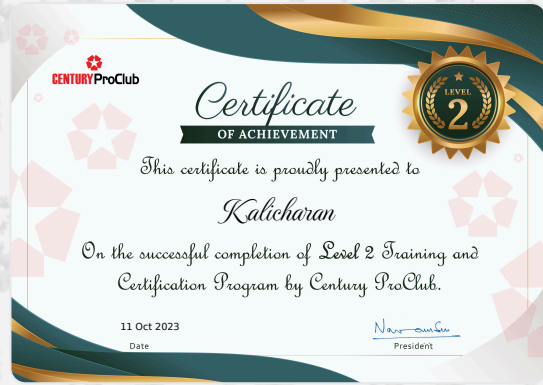 CENTURY ProClub
Certificate
OF ACHIEVEMENT
LEVEL
2
This certificate is proudly presented to
Kalicharan
On the successful completion of Level 2 Training and
Certification Program by Century ProClub.
11 Oct 2023
Date
President